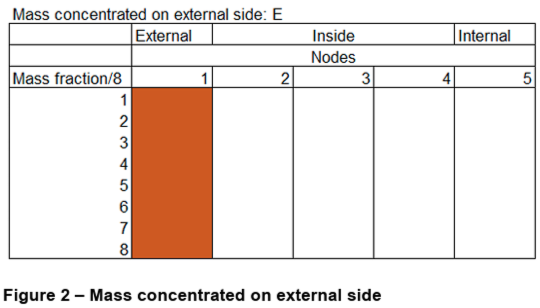 Mass concentrated on external side: E
External Inside Internal
Nodes
Mass fraction/8 1 2 3 4 5
1
2
3
4
5
6
7
8
Figure 2 – Mass concentrated on external side